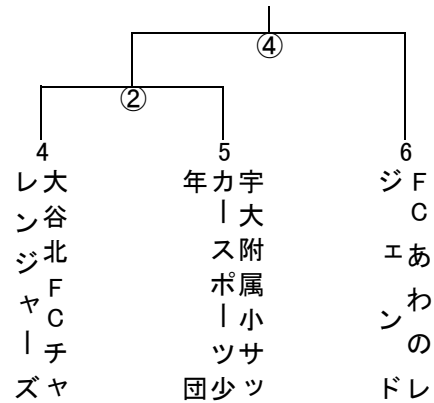 ④
②
4
5
6
大谷北FCチャ
レンジャーズ
宇大附属小サッ
カースポーツ少
年団
FCあわのレ
ジェンド